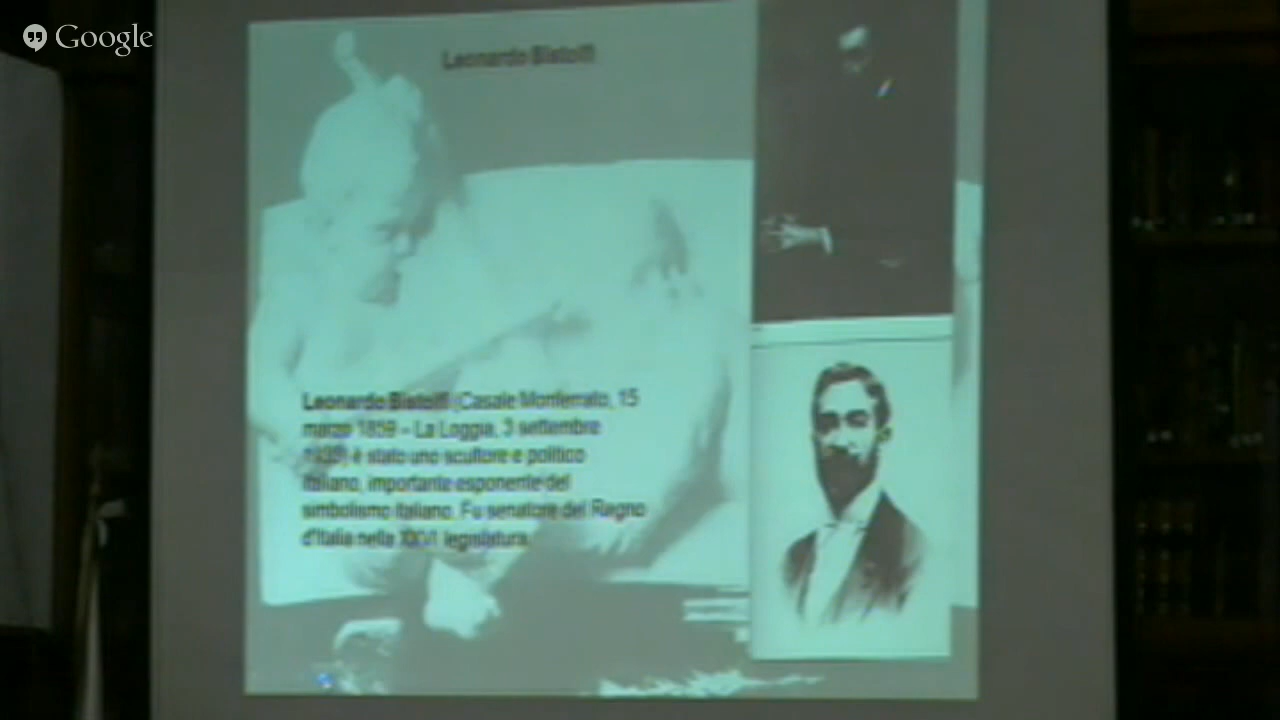 Google
Leonardo Bistolfi
Leonardo Bistolfi (Casale Monferrato, 15
marzo 1859 – La Loggia, 3 settembre
1933) è stato uno scultore e politico
italiano, importante esponente del
simbolismo italiano. Fu senatore del Regno
d'Italia nella XXVI legislatura.